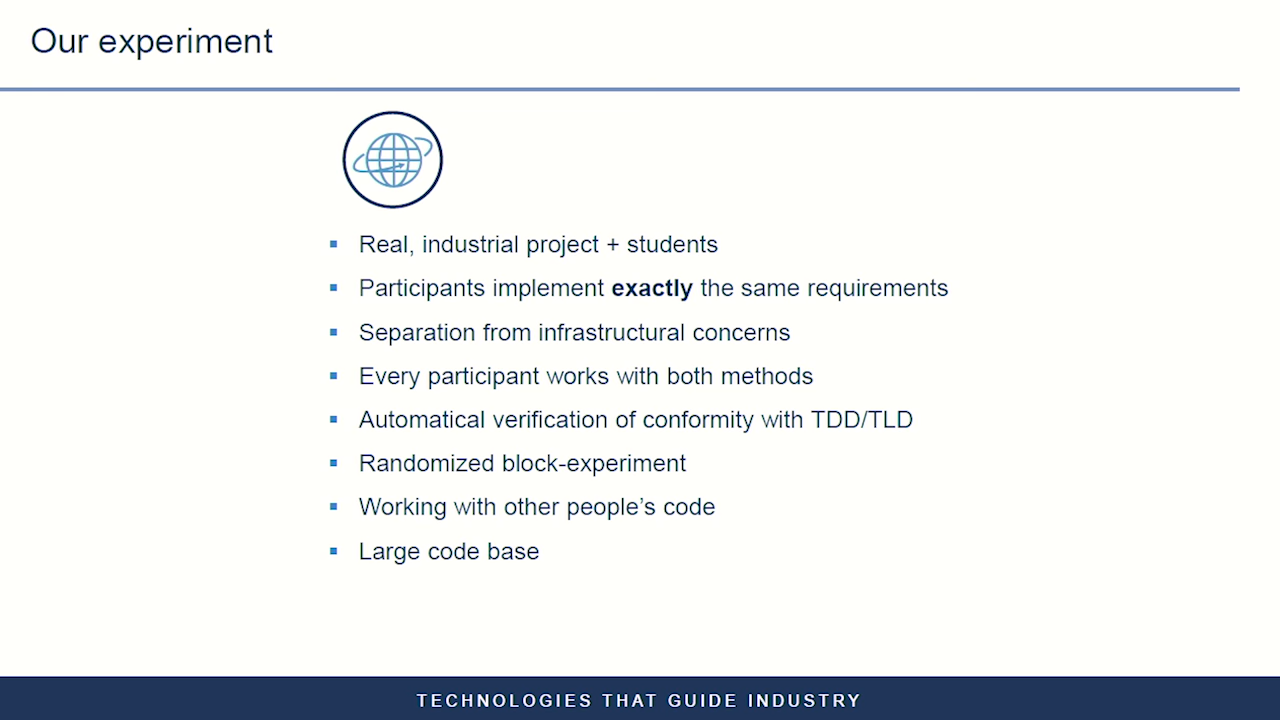 Our experiment
Real, industrial project + students
Participants implement exactly the same requirements
Separation from infrastructural concerns
Every participant works with both methods
Automatical verification of conformity with TDD/TLD
Randomized block-experiment
Working with other people’s code
Large code base
TECHNOLOGIES THAT GUIDE INDUSTRY